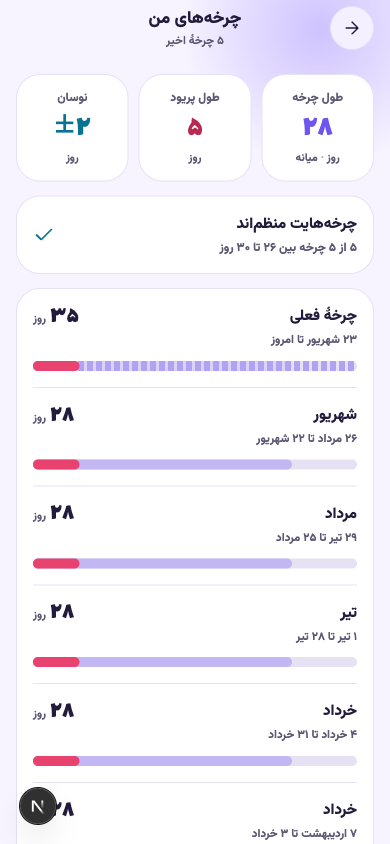 چرخه‌های من
۵ چرخهٔ اخیر
طول چرخه
۲۸
روز · میانه
طول پریود
۵
روز
نوسان
±۲
روز
چرخه‌هایت منظم‌اند
۵ از ۵ چرخه بین ۲۶ تا ۳۰ روز
چرخهٔ فعلی
۳۵ روز
۲۳ شهریور تا امروز
شهریور
۲۸ روز
۲۶ مرداد تا ۲۲ شهریور
مرداد
۲۸ روز
۲۹ تیر تا ۲۵ مرداد
تیر
۲۸ روز
۱ تیر تا ۲۸ تیر
خرداد
۲۸ روز
۴ خرداد تا ۳۱ خرداد
خرداد
۲۸
۷ اردیبهشت تا ۳ خرداد
N